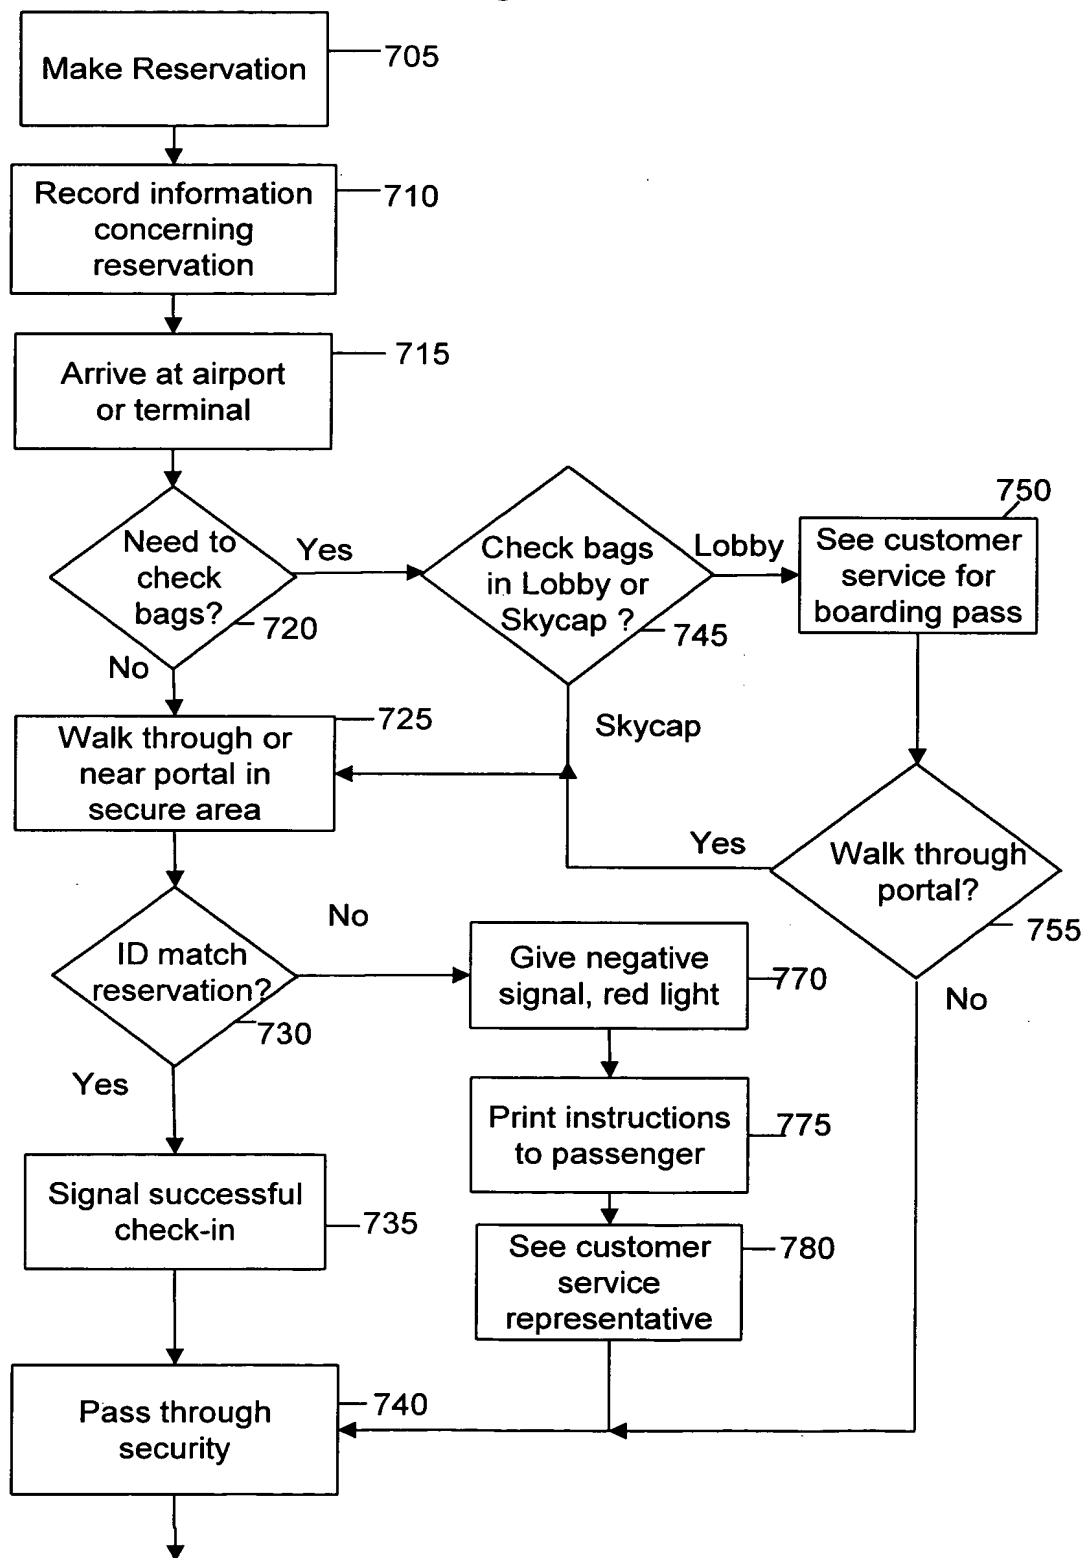 Make Reservation
705
Record information
concerning
reservation
710
Arrive at airport
or terminal
715
Need to
check
bags?
720
Yes
No
Check bags
in Lobby or
Skycap ?
745
Lobby
Skycap
750
See customer
service for
boarding pass
725
Walk through or
near portal in
secure area
Yes
Walk through
portal?
755
No
ID match
reservation?
730
No
Yes
Give negative
signal, red light
770
Print instructions
to passenger
775
Signal successful
check-in
735
See customer
service
representative
780
Pass through
security
740